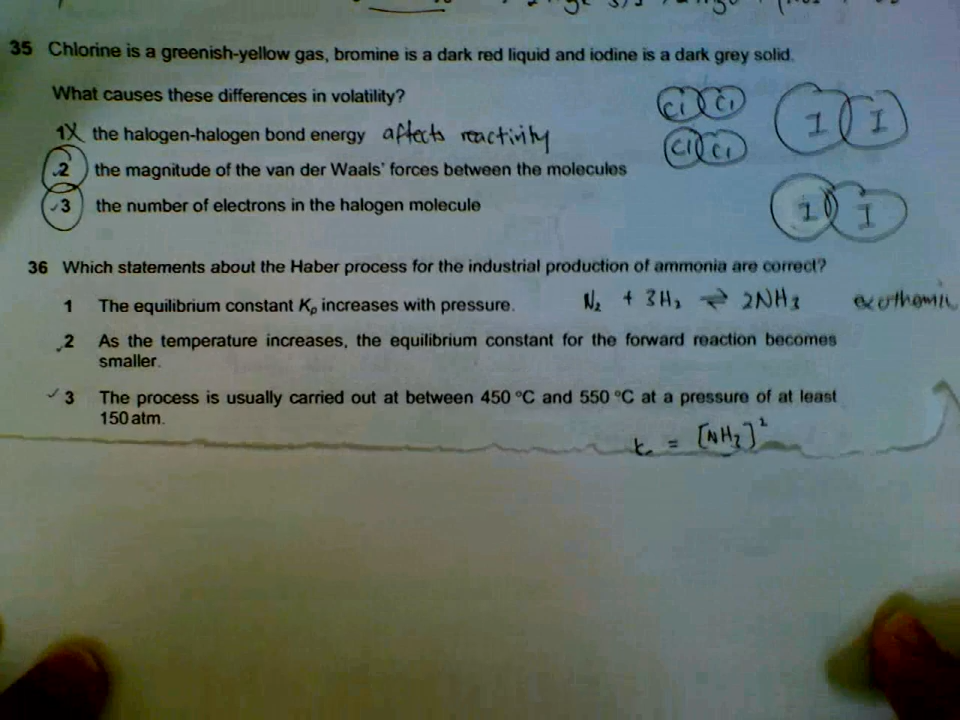 35 Chlorine is a greenish-yellow gas, bromine is a dark red liquid and iodine is a dark grey solid.
What causes these differences in volatility?
Cl Cl
I I
1 X the halogen-halogen bond energy affects reactivity
Cl Cl
2 the magnitude of the van der Waals' forces between the molecules
3 the number of electrons in the halogen molecule
I I
36 Which statements about the Haber process for the industrial production of ammonia are correct?
1 The equilibrium constant Kp increases with pressure. N2 + 3H2 ⇌ 2NH3
2 As the temperature increases, the equilibrium constant for the forward reaction becomes
smaller.
✓ 3 The process is usually carried out at between 450 °C and 550 °C at a pressure of at least
150 atm.
= [NH3]²